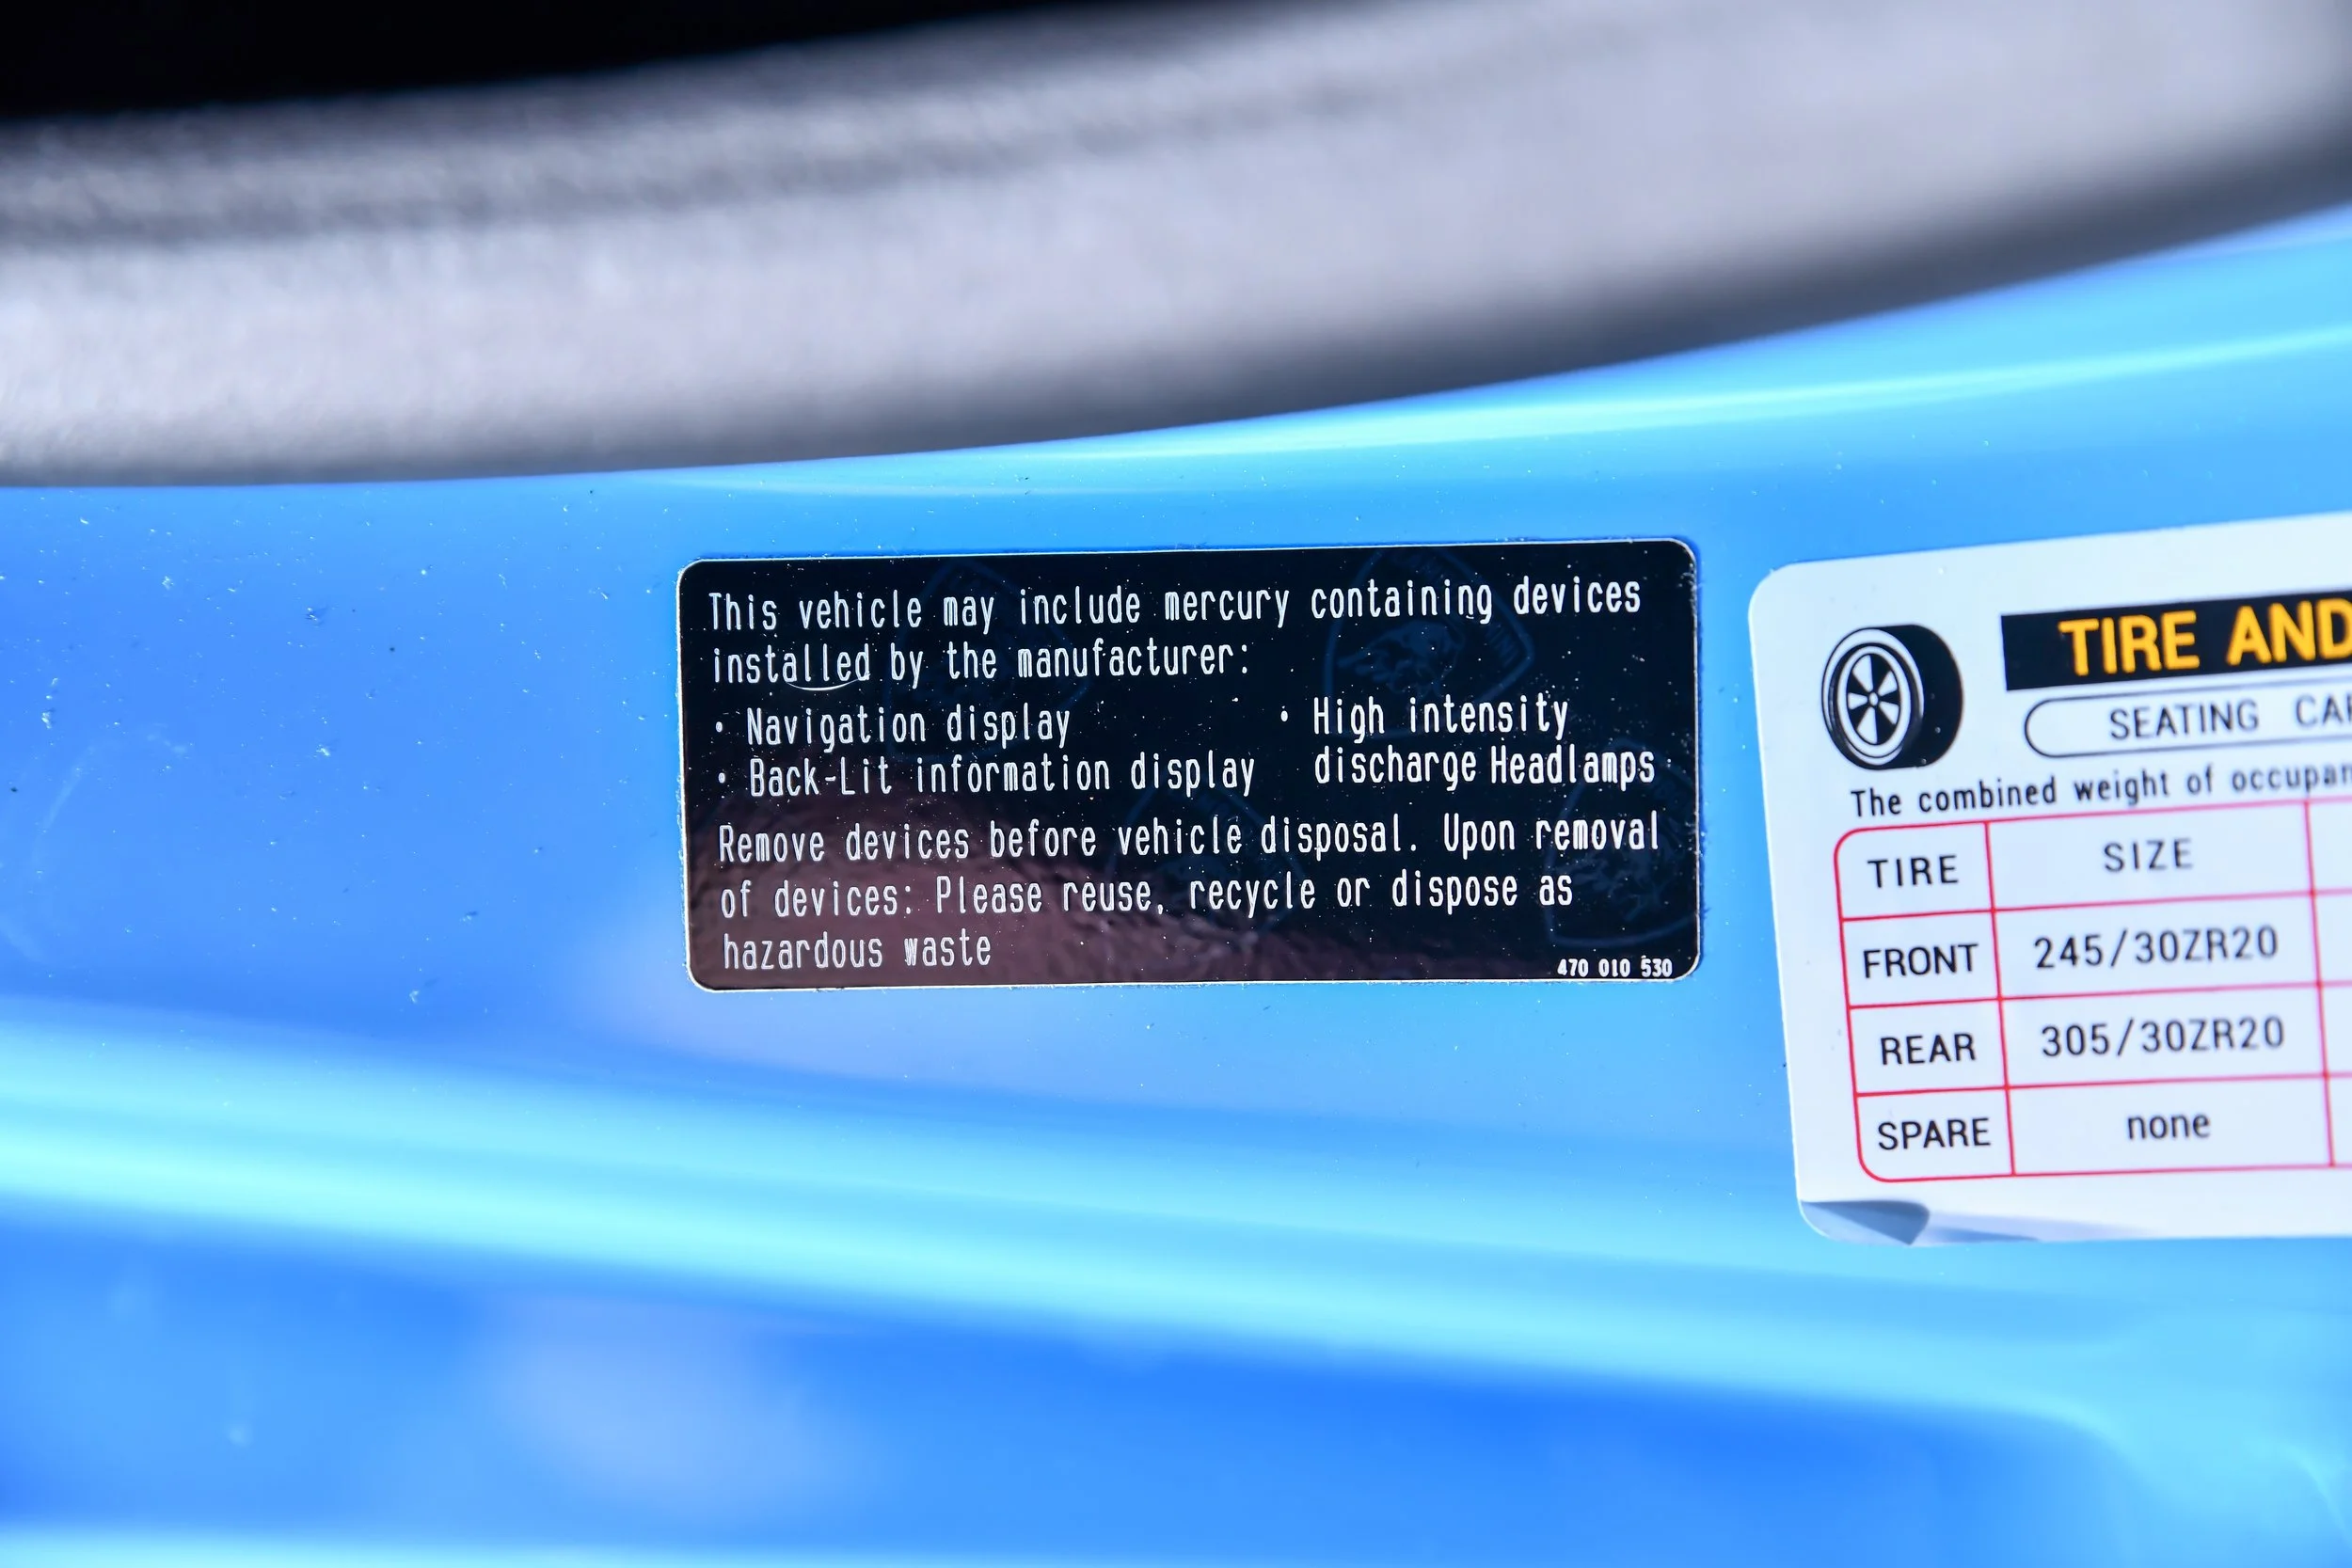 This vehicle may include mercury containing devices
installed by the manufacturer:
• Navigation display
• Back-Lit information display
• High intensity
discharge Headlamps
Remove devices before vehicle disposal. Upon removal
of devices: Please reuse, recycle or dispose as
hazardous waste
470 010 530
TIRE AND
SEATING
The combined weight of
TIRE SIZE
FRONT 245/30ZR20
REAR 305/30ZR20
SPARE none